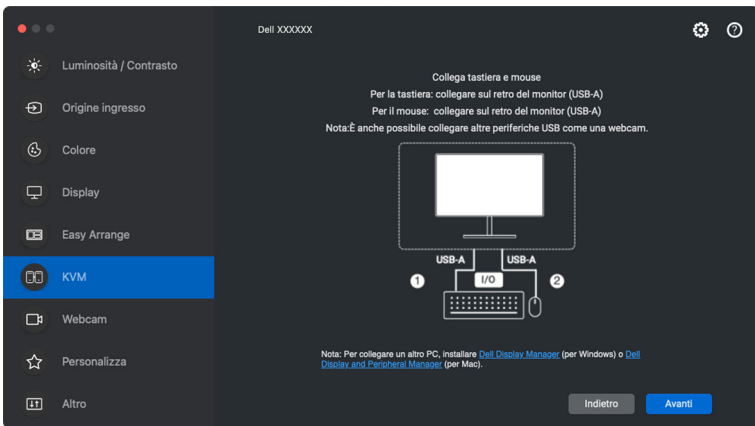 Dell XXXXXX
Luminosità / Contrasto
Origine ingresso
Colore
Display
Easy Arrange
KVM
Webcam
Personalizza
Altro
Collega tastiera e mouse
Per la tastiera: collegare sul retro del monitor (USB-A)
Per il mouse: collegare sul retro del monitor (USB-A)
Nota:È anche possibile collegare altre periferiche USB come una webcam.
USB-A USB-A
1 I/O 2
Nota: Per collegare un altro PC, installare Dell Display Manager (per Windows) o Dell
Display and Peripheral Manager (per Mac).
Indietro Avanti